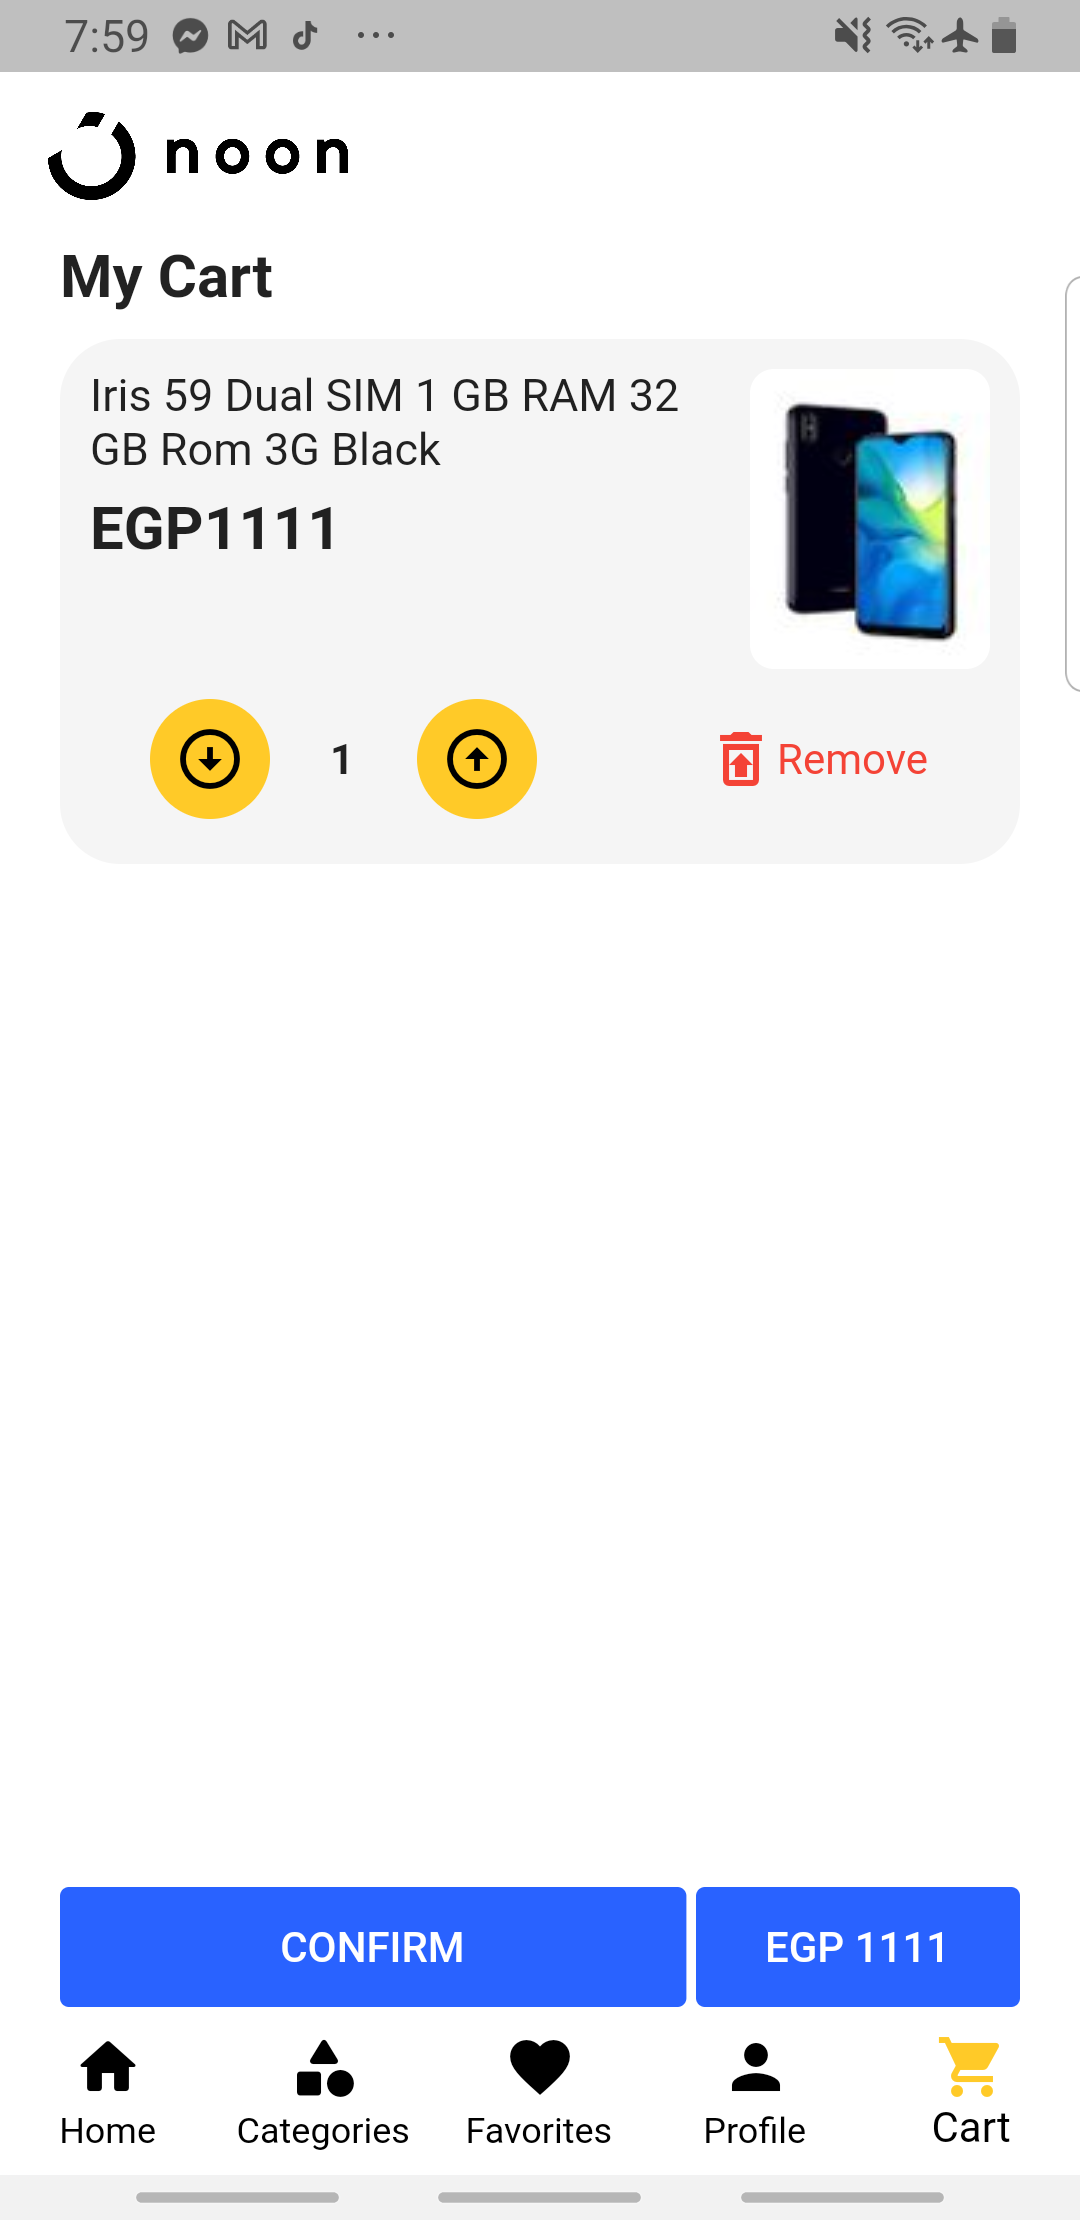 7:59
noon
My Cart
Iris 59 Dual SIM 1 GB RAM 32
GB Rom 3G Black
EGP1111
1
Remove
CONFIRM
EGP 1111
Home
Categories
Favorites
Profile
Cart